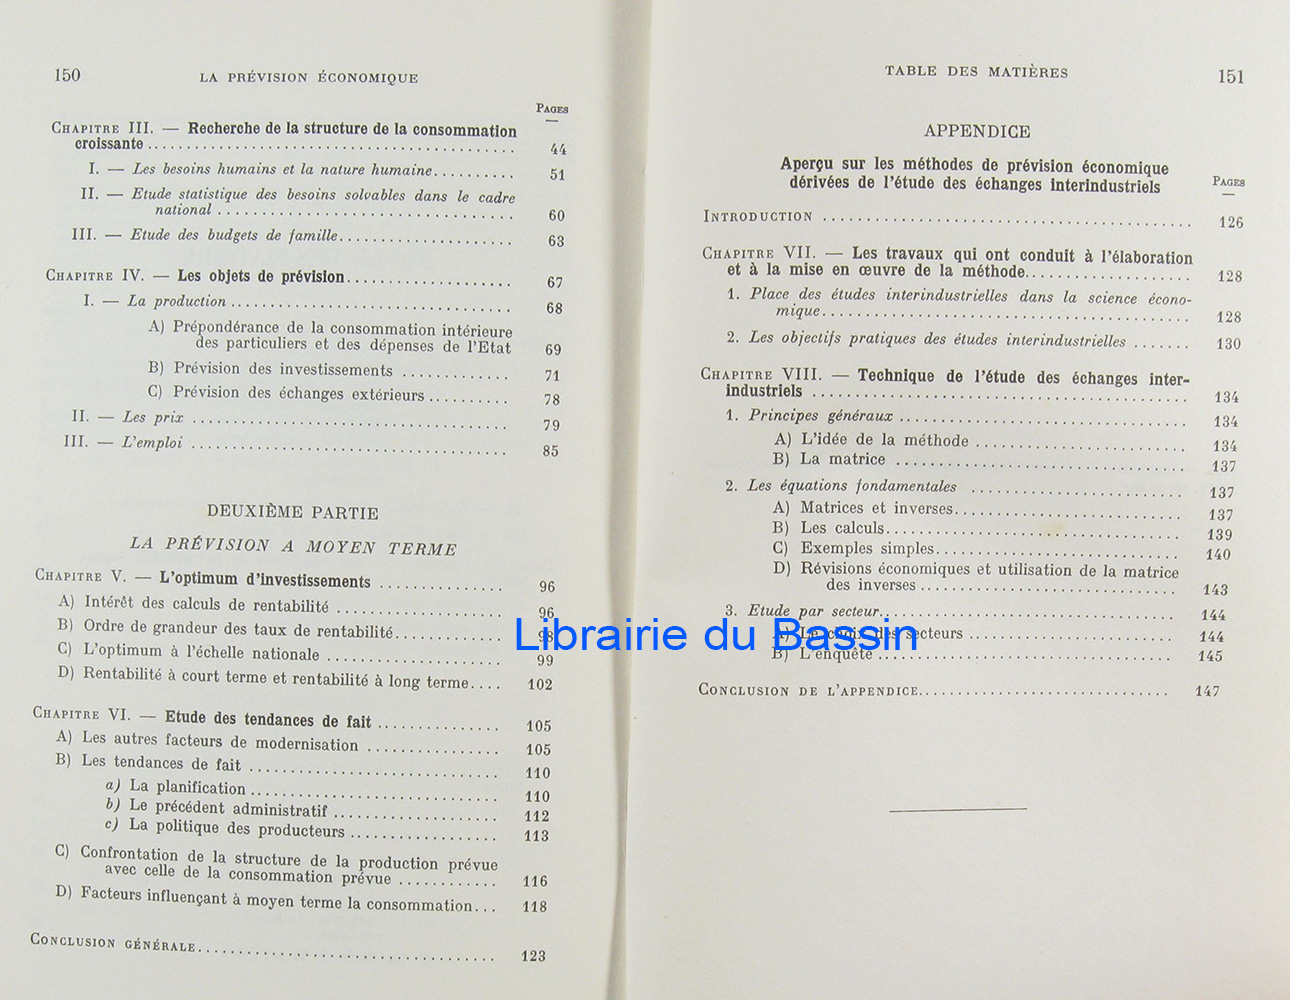 150
LA PRÉVISION ÉCONOMIQUE
PAGES
CHAPITRE III. — Recherche de la structure de la consommation
croissante 44
I. — Les besoins humains et la nature humaine 51
II. — Etude statistique des besoins solvables dans le cadre
national 60
III. — Etude des budgets de famille 63
CHAPITRE IV. — Les objets de prévision 67
I. — La production 68
A) Prépondérance de la consommation intérieure
des particuliers et des dépenses de l'Etat 69
B) Prévision des investissements 71
C) Prévision des échanges extérieurs 78
II. — Les prix 79
III. — L'emploi 85
DEUXIÈME PARTIE
LA PRÉVISION A MOYEN TERME
CHAPITRE V. — L'optimum d'investissements 96
A) Intérêt des calculs de rentabilité 96
B) Ordre de grandeur des taux de rentabilité 98
C) L'optimum à l'échelle nationale 99
D) Rentabilité à court terme et rentabilité à long terme 102
CHAPITRE VI. — Etude des tendances de fait 105
A) Les autres facteurs de modernisation 105
B) Les tendances de fait 110
a) La planification 110
b) Le précédent administratif 112
c) La politique des producteurs 113
C) Confrontation de la structure de la production prévue
avec celle de la consommation prévue 116
D) Facteurs influençant à moyen terme la consommation 118
CONCLUSION GÉNÉRALE 123
TABLE DES MATIÈRES
151
APPENDICE
Aperçu sur les méthodes de prévision économique
dérivées de l'étude des échanges interindustriels
PAGES
INTRODUCTION 126
CHAPITRE VII. — Les travaux qui ont conduit à l'élaboration
et à la mise en œuvre de la méthode 128
1. Place des études interindustrielles dans la science écono-
mique 128
2. Les objectifs pratiques des études interindustrielles 130
CHAPITRE VIII. — Technique de l'étude des échanges inter-
industriels 134
1. Principes généraux 134
A) L'idée de la méthode 134
B) La matrice 137
2. Les équations fondamentales 137
A) Matrices et inverses 137
B) Les calculs 139
C) Exemples simples 140
D) Révisions économiques et utilisation de la matrice
des inverses 143
3. Etude par secteur 144
A) Le choix des secteurs 144
B) L'enquête 145
CONCLUSION DE L'APPENDICE 147
Librairie du Bassin